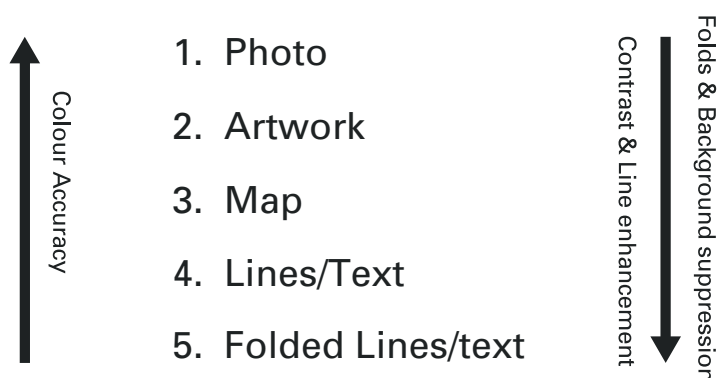 Colour Accuracy
1. Photo
2. Artwork
3. Map
4. Lines/Text
5. Folded Lines/text
Contrast & Line enhancement
Folds & Background suppression